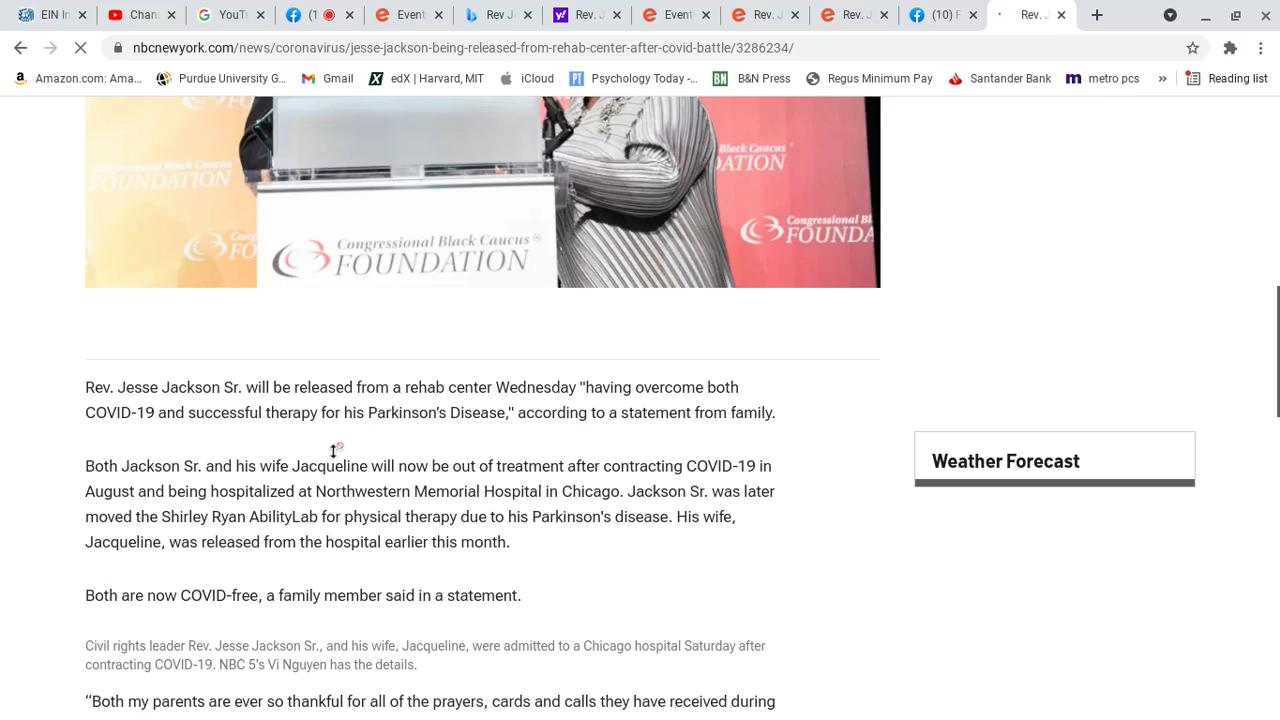 EIN In
Chan
YouTu
(1
Event
Rev Je
Rev. J
Event
Rev. J
Rev. J
(10) F
Rev. J
nbcnewyork.com/news/coronavirus/jesse-jackson-being-released-from-rehab-center-after-covid-battle/3286234/
Amazon.com: Ama...
Purdue University G...
Gmail
edX | Harvard, MIT
iCloud
Psychology Today -...
BN
B&N Press
Regus Minimum Pay
Santander Bank
metro pcs
»
Reading list
Congressional Black Caucus
FOUNDATION
Congressional Black Caucus®
FOUNDATION
Rev. Jesse Jackson Sr. will be released from a rehab center Wednesday "having overcome both
COVID-19 and successful therapy for his Parkinson’s Disease," according to a statement from family.
Both Jackson Sr. and his wife Jacqueline will now be out of treatment after contracting COVID-19 in
August and being hospitalized at Northwestern Memorial Hospital in Chicago. Jackson Sr. was later
moved the Shirley Ryan AbilityLab for physical therapy due to his Parkinson's disease. His wife,
Jacqueline, was released from the hospital earlier this month.
Weather Forecast
Both are now COVID-free, a family member said in a statement.
Civil rights leader Rev. Jesse Jackson Sr., and his wife, Jacqueline, were admitted to a Chicago hospital Saturday after
contracting COVID-19. NBC 5's Vi Nguyen has the details.
“Both my parents are ever so thankful for all of the prayers, cards and calls they have received during